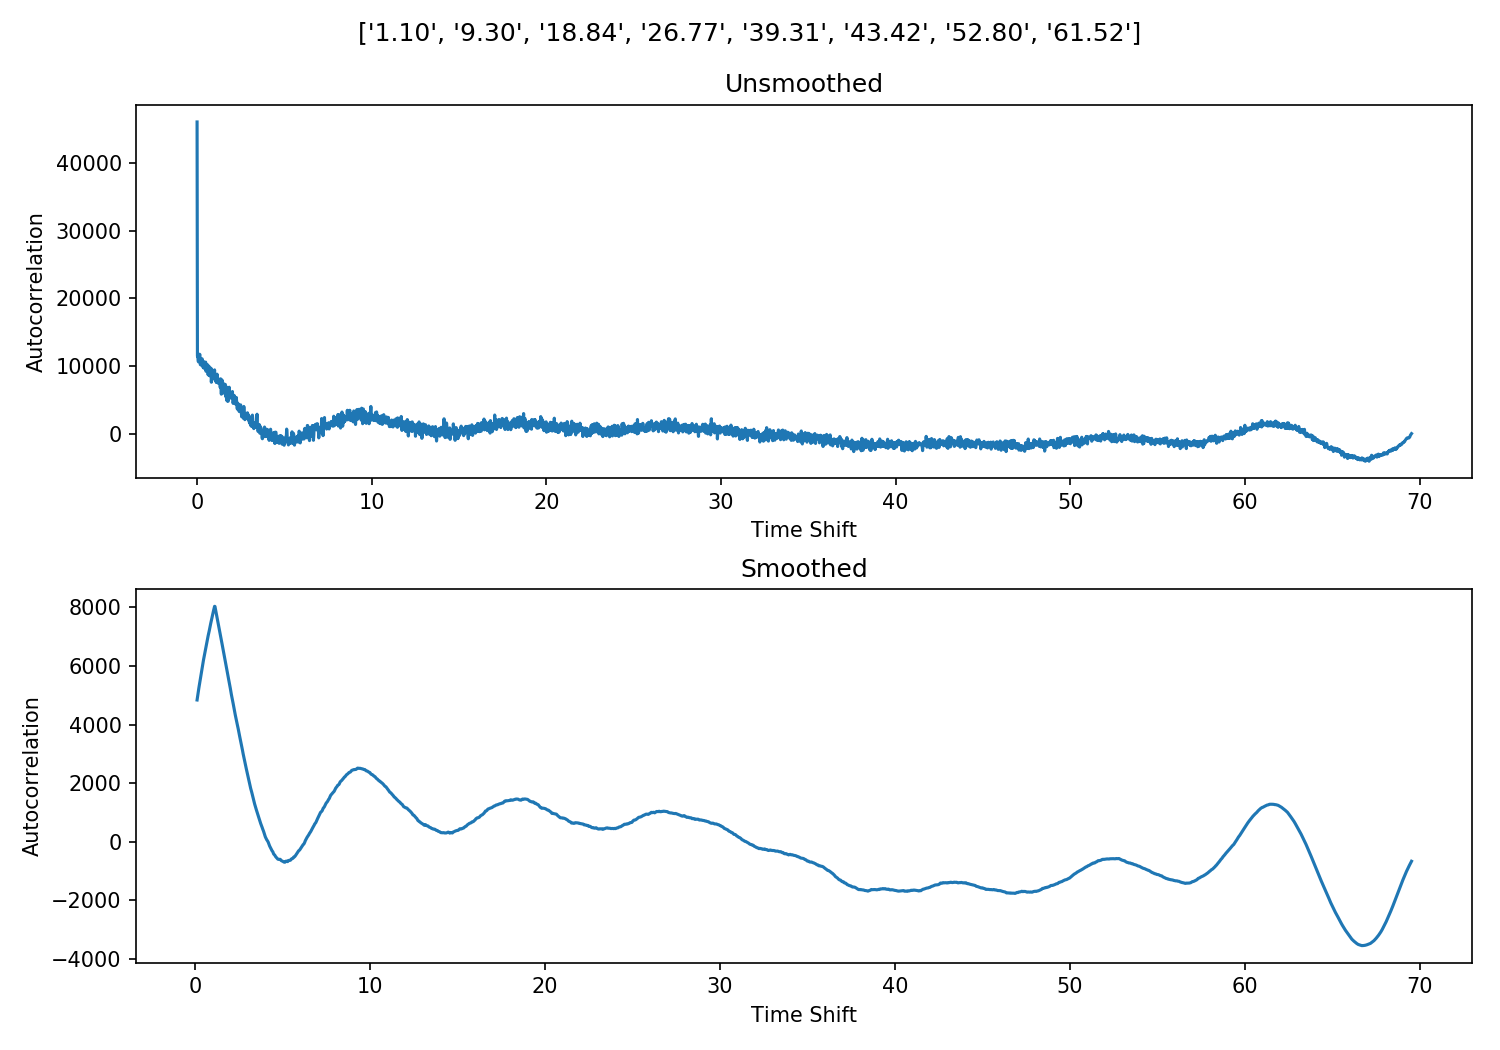 ['1.10', '9.30', '18.84', '26.77', '39.31', '43.42', '52.80', '61.52']
Unsmoothed
40000
30000
20000
10000
0
Autocorrelation
0 10 20 30 40 50 60 70
Time Shift
Smoothed
8000
6000
4000
2000
0
−2000
−4000
Autocorrelation
0 10 20 30 40 50 60 70
Time Shift